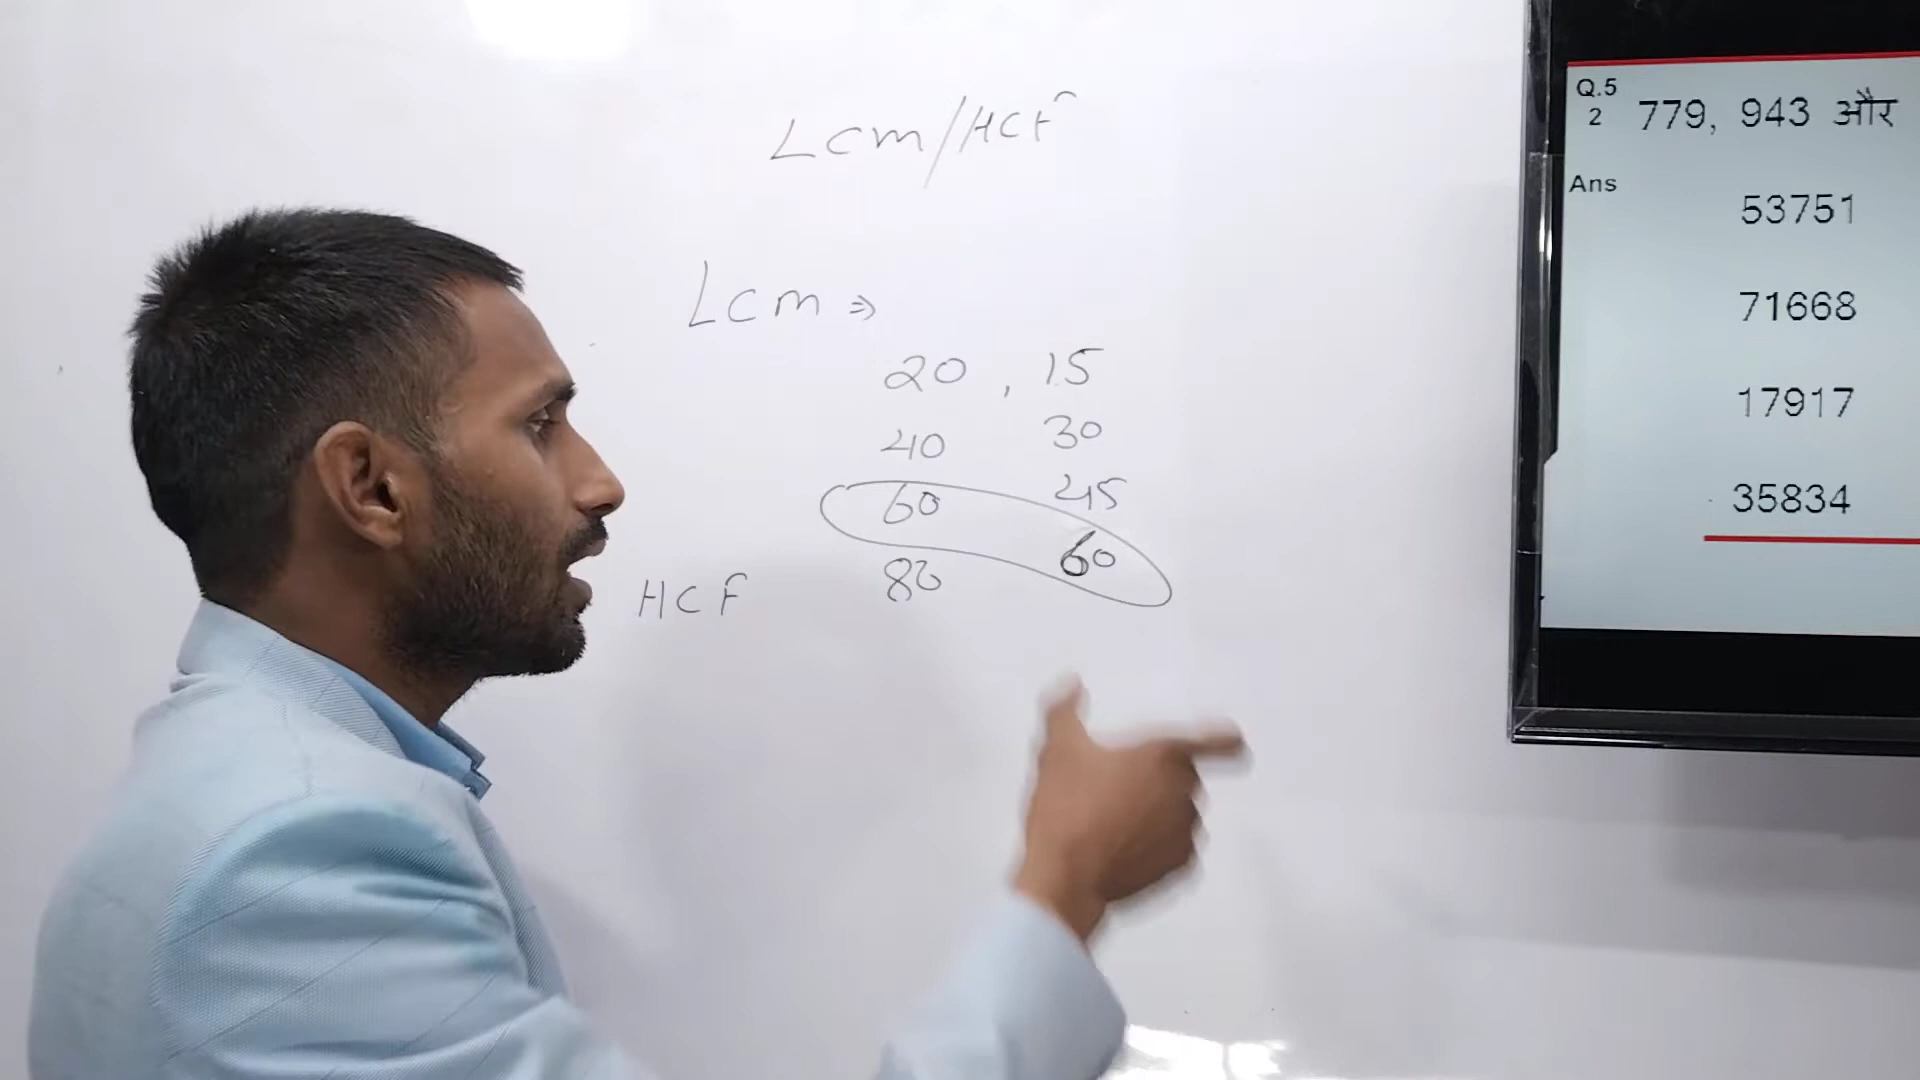 Lcm/HCF
Lcm ⇒
20 , 15
40 30
60 45
80 60
HCF
Q.5
2
779, 943 और
Ans
53751
71668
17917
35834